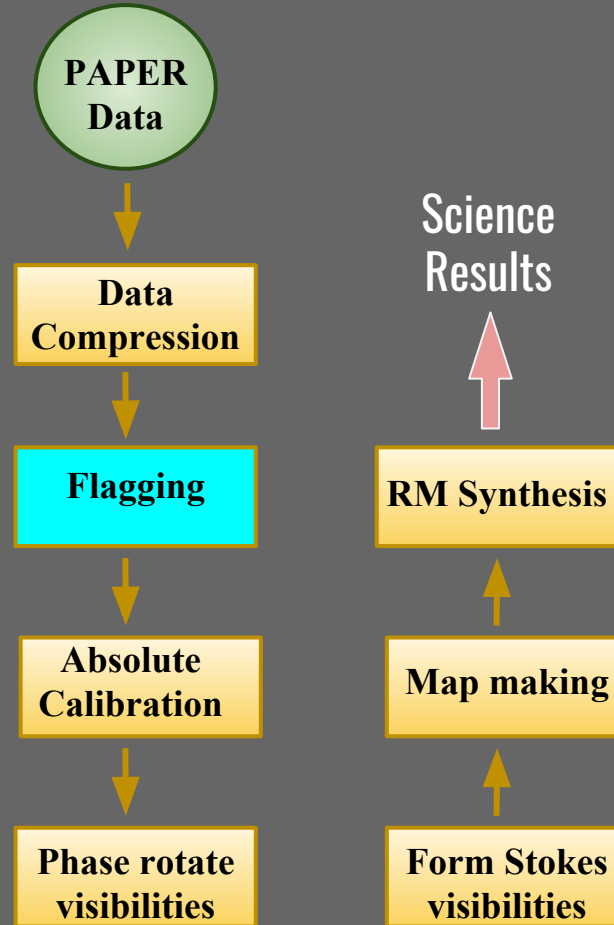 PAPER
Data
Data
Compression
Flagging
Absolute
Calibration
Phase rotate
visibilities
Science
Results
RM Synthesis
Map making
Form Stokes
visibilities